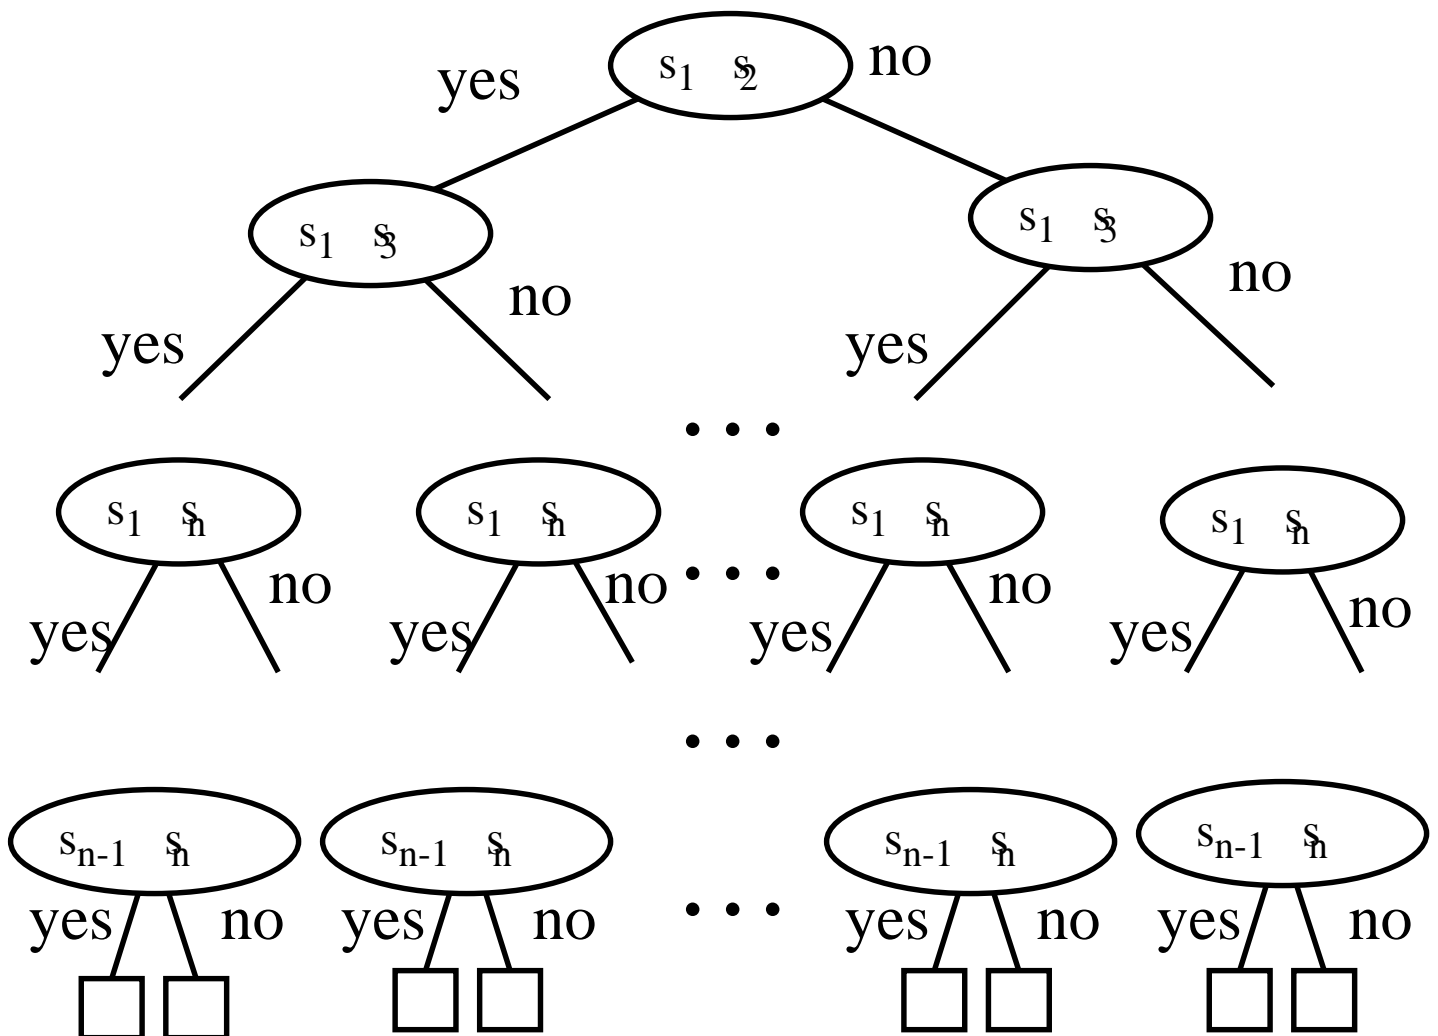 s1 s2
yes no
s1 s3 s1 s3
yes no yes no
. . .
s1 sn s1 sn s1 sn s1 sn
yes no yes no . . . yes no yes no
. . .
sn-1 sn sn-1 sn sn-1 sn sn-1 sn
yes no yes no . . . yes no yes no